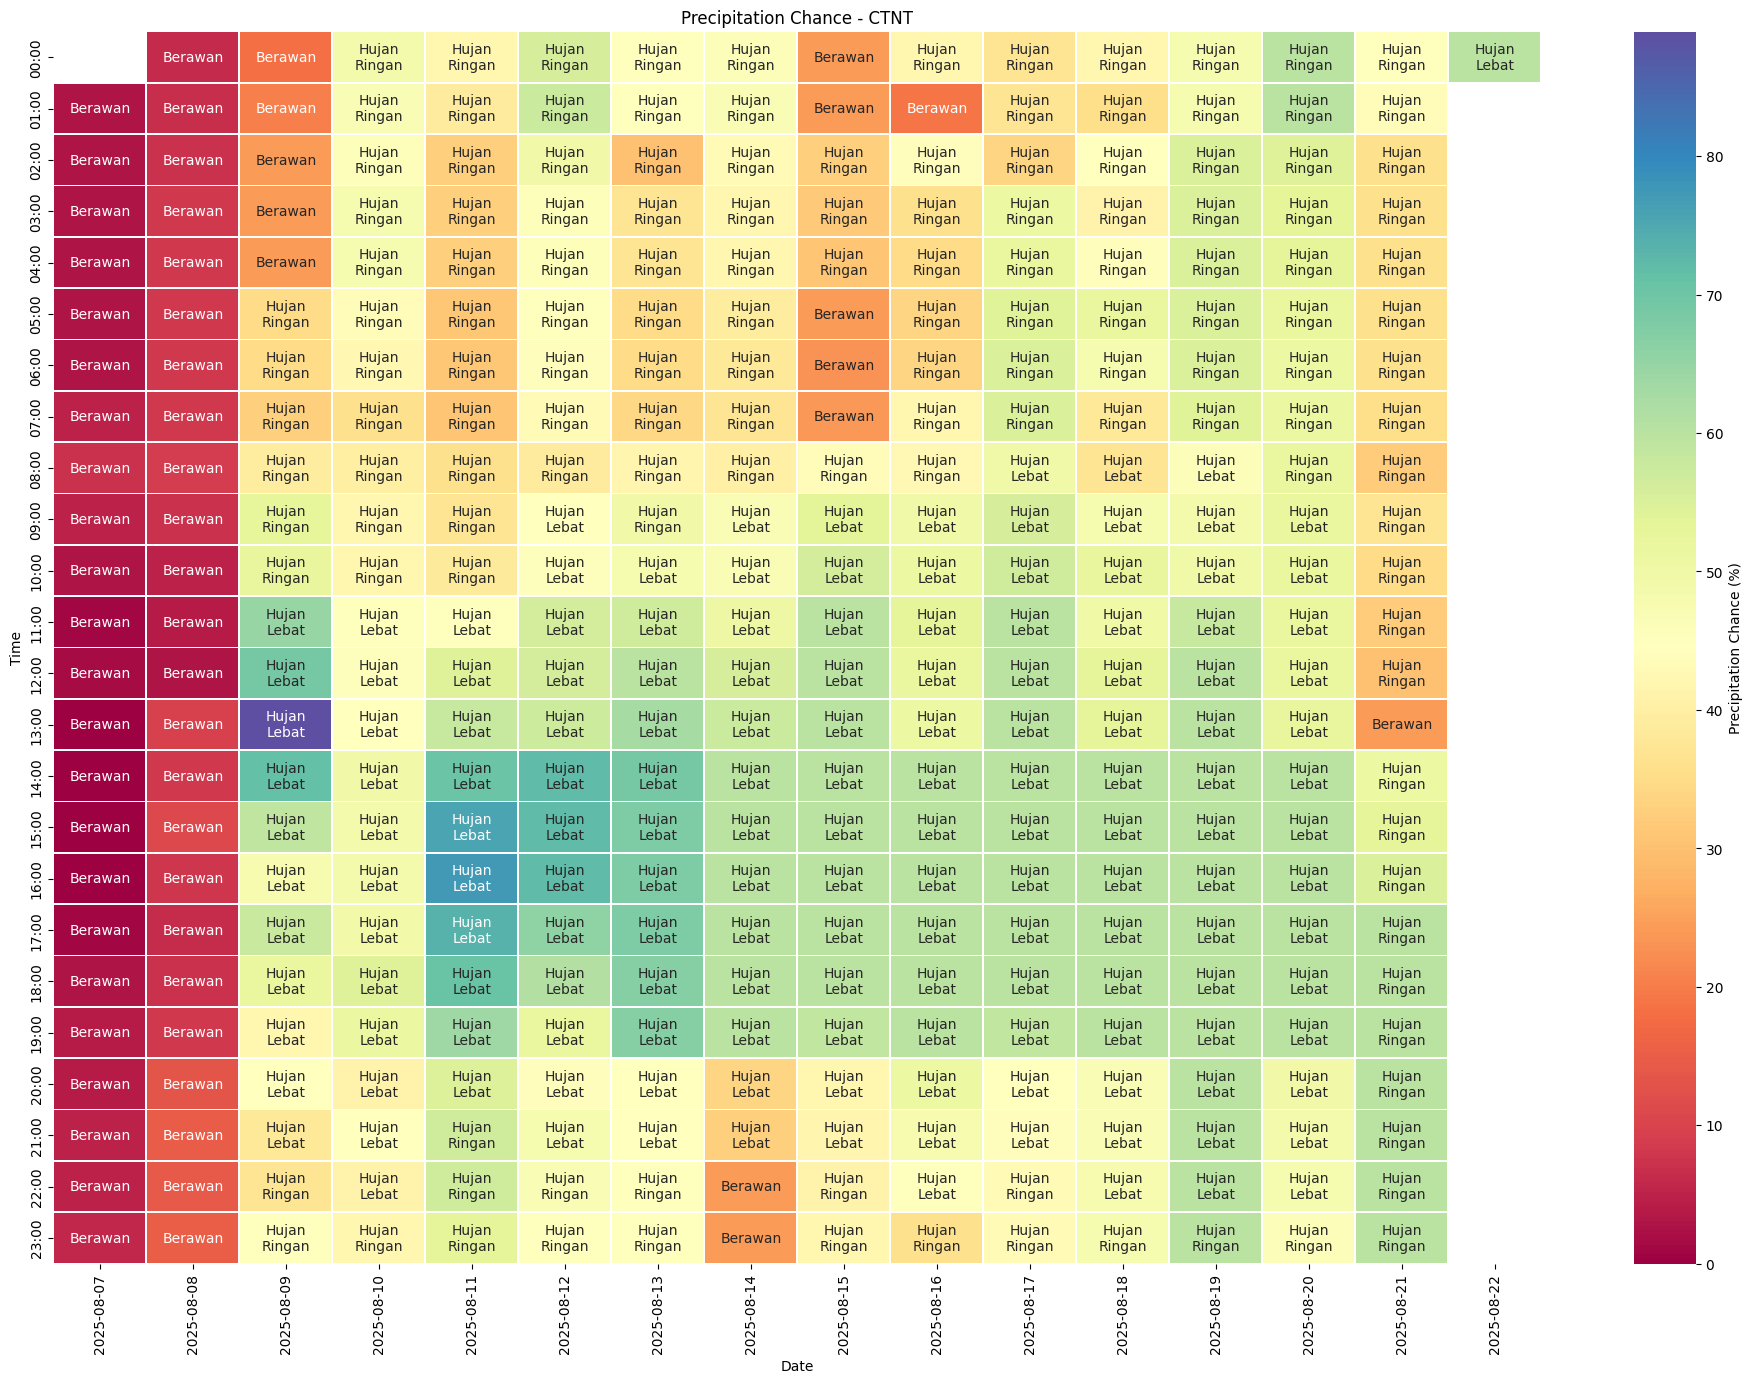 Precipitation Chance - CTNT
00:00 Berawan Berawan Hujan Ringan Hujan Ringan Hujan Ringan Hujan Ringan Hujan Ringan Berawan Hujan Ringan Hujan Ringan Hujan Ringan Hujan Ringan Hujan Ringan Hujan Ringan Hujan Lebat
01:00 Berawan Berawan Berawan Hujan Ringan Hujan Ringan Hujan Ringan Hujan Ringan Hujan Ringan Berawan Berawan Hujan Ringan Hujan Ringan Hujan Ringan Hujan Ringan Hujan Ringan
02:00 Berawan Berawan Berawan Hujan Ringan Hujan Ringan Hujan Ringan Hujan Ringan Hujan Ringan Hujan Ringan Hujan Ringan Hujan Ringan Hujan Ringan Hujan Ringan Hujan Ringan Hujan Ringan
03:00 Berawan Berawan Berawan Hujan Ringan Hujan Ringan Hujan Ringan Hujan Ringan Hujan Ringan Hujan Ringan Hujan Ringan Hujan Ringan Hujan Ringan Hujan Ringan Hujan Ringan Hujan Ringan
04:00 Berawan Berawan Berawan Hujan Ringan Hujan Ringan Hujan Ringan Hujan Ringan Hujan Ringan Hujan Ringan Hujan Ringan Hujan Ringan Hujan Ringan Hujan Ringan Hujan Ringan Hujan Ringan
05:00 Berawan Berawan Hujan Ringan Hujan Ringan Hujan Ringan Hujan Ringan Hujan Ringan Hujan Ringan Berawan Hujan Ringan Hujan Ringan Hujan Ringan Hujan Ringan Hujan Ringan Hujan Ringan
06:00 Berawan Berawan Hujan Ringan Hujan Ringan Hujan Ringan Hujan Ringan Hujan Ringan Hujan Ringan Berawan Hujan Ringan Hujan Ringan Hujan Ringan Hujan Ringan Hujan Ringan Hujan Ringan
07:00 Berawan Berawan Hujan Ringan Hujan Ringan Hujan Ringan Hujan Ringan Hujan Ringan Hujan Ringan Berawan Hujan Ringan Hujan Ringan Hujan Ringan Hujan Ringan Hujan Ringan Hujan Ringan
08:00 Berawan Berawan Hujan Ringan Hujan Ringan Hujan Ringan Hujan Ringan Hujan Ringan Hujan Ringan Hujan Ringan Hujan Ringan Hujan Lebat Hujan Lebat Hujan Lebat Hujan Ringan Hujan Ringan
09:00 Berawan Berawan Hujan Ringan Hujan Ringan Hujan Ringan Hujan Lebat Hujan Ringan Hujan Lebat Hujan Lebat Hujan Lebat Hujan Lebat Hujan Lebat Hujan Lebat Hujan Lebat Hujan Ringan
10:00 Berawan Berawan Hujan Ringan Hujan Ringan Hujan Ringan Hujan Lebat Hujan Lebat Hujan Lebat Hujan Lebat Hujan Lebat Hujan Lebat Hujan Lebat Hujan Lebat Hujan Lebat Hujan Ringan
11:00 Berawan Berawan Hujan Lebat Hujan Lebat Hujan Lebat Hujan Lebat Hujan Lebat Hujan Lebat Hujan Lebat Hujan Lebat Hujan Lebat Hujan Lebat Hujan Lebat Hujan Lebat Hujan Ringan
12:00 Berawan Berawan Hujan Lebat Hujan Lebat Hujan Lebat Hujan Lebat Hujan Lebat Hujan Lebat Hujan Lebat Hujan Lebat Hujan Lebat Hujan Lebat Hujan Lebat Hujan Lebat Hujan Ringan
13:00 Berawan Berawan Hujan Lebat Hujan Lebat Hujan Lebat Hujan Lebat Hujan Lebat Hujan Lebat Hujan Lebat Hujan Lebat Hujan Lebat Hujan Lebat Hujan Lebat Hujan Lebat Berawan
14:00 Berawan Berawan Hujan Lebat Hujan Lebat Hujan Lebat Hujan Lebat Hujan Lebat Hujan Lebat Hujan Lebat Hujan Lebat Hujan Lebat Hujan Lebat Hujan Lebat Hujan Lebat Hujan Ringan
15:00 Berawan Berawan Hujan Lebat Hujan Lebat Hujan Lebat Hujan Lebat Hujan Lebat Hujan Lebat Hujan Lebat Hujan Lebat Hujan Lebat Hujan Lebat Hujan Lebat Hujan Lebat Hujan Ringan
16:00 Berawan Berawan Hujan Lebat Hujan Lebat Hujan Lebat Hujan Lebat Hujan Lebat Hujan Lebat Hujan Lebat Hujan Lebat Hujan Lebat Hujan Lebat Hujan Lebat Hujan Lebat Hujan Ringan
17:00 Berawan Berawan Hujan Lebat Hujan Lebat Hujan Lebat Hujan Lebat Hujan Lebat Hujan Lebat Hujan Lebat Hujan Lebat Hujan Lebat Hujan Lebat Hujan Lebat Hujan Lebat Hujan Ringan
18:00 Berawan Berawan Hujan Lebat Hujan Lebat Hujan Lebat Hujan Lebat Hujan Lebat Hujan Lebat Hujan Lebat Hujan Lebat Hujan Lebat Hujan Lebat Hujan Lebat Hujan Lebat Hujan Ringan
19:00 Berawan Berawan Hujan Lebat Hujan Lebat Hujan Lebat Hujan Lebat Hujan Lebat Hujan Lebat Hujan Lebat Hujan Lebat Hujan Lebat Hujan Lebat Hujan Lebat Hujan Lebat Hujan Ringan
20:00 Berawan Berawan Hujan Lebat Hujan Lebat Hujan Lebat Hujan Lebat Hujan Lebat Hujan Lebat Hujan Lebat Hujan Lebat Hujan Lebat Hujan Lebat Hujan Lebat Hujan Lebat Hujan Ringan
21:00 Berawan Berawan Hujan Lebat Hujan Lebat Hujan Ringan Hujan Lebat Hujan Lebat Hujan Lebat Hujan Lebat Hujan Lebat Hujan Lebat Hujan Lebat Hujan Lebat Hujan Lebat Hujan Ringan
22:00 Berawan Berawan Hujan Ringan Hujan Lebat Hujan Ringan Hujan Ringan Hujan Ringan Berawan Hujan Ringan Hujan Lebat Hujan Ringan Hujan Lebat Hujan Lebat Hujan Lebat Hujan Ringan
23:00 Berawan Berawan Hujan Ringan Hujan Ringan Hujan Ringan Hujan Ringan Hujan Ringan Berawan Hujan Ringan Hujan Ringan Hujan Ringan Hujan Ringan Hujan Ringan Hujan Ringan Hujan Ringan
Time
2025-08-07 2025-08-08 2025-08-09 2025-08-10 2025-08-11 2025-08-12 2025-08-13 2025-08-14 2025-08-15 2025-08-16 2025-08-17 2025-08-18 2025-08-19 2025-08-20 2025-08-21 2025-08-22
Date
80
70
60
50
40
30
20
10
0
Precipitation Chance (%)